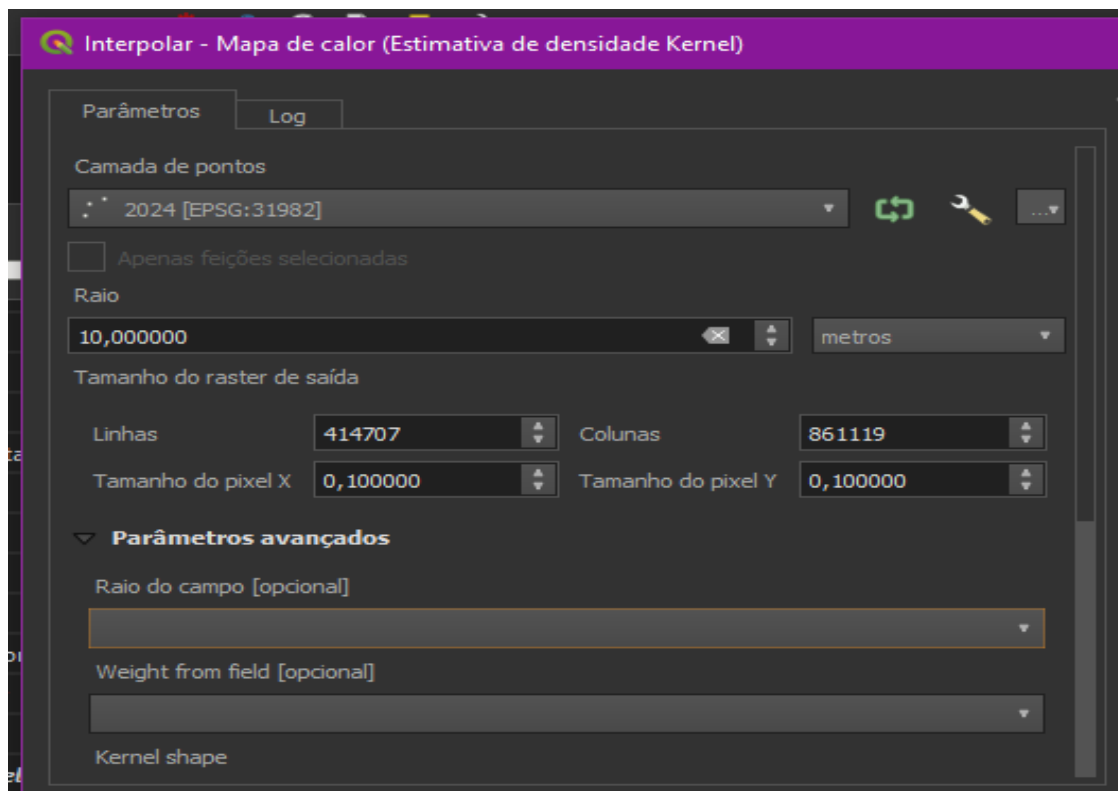 Interpolar - Mapa de calor (Estimativa de densidade Kernel)
Parâmetros Log
Camada de pontos
2024 [EPSG:31982]
...
Apenas feições selecionadas
Raio
10,000000 metros
Tamanho do raster de saída
Linhas 414707 Colunas 861119
Tamanho do pixel X 0,100000 Tamanho do pixel Y 0,100000
Parâmetros avançados
Raio do campo [opcional]
Weight from field [opcional]
Kernel shape